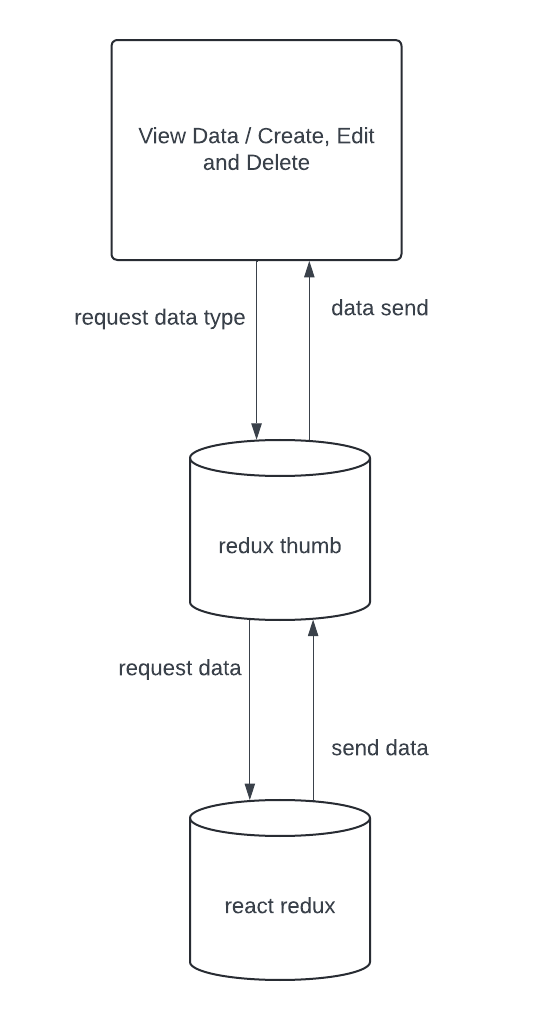 View Data / Create, Edit
and Delete
request data type
data send
redux thumb
request data
send data
react redux